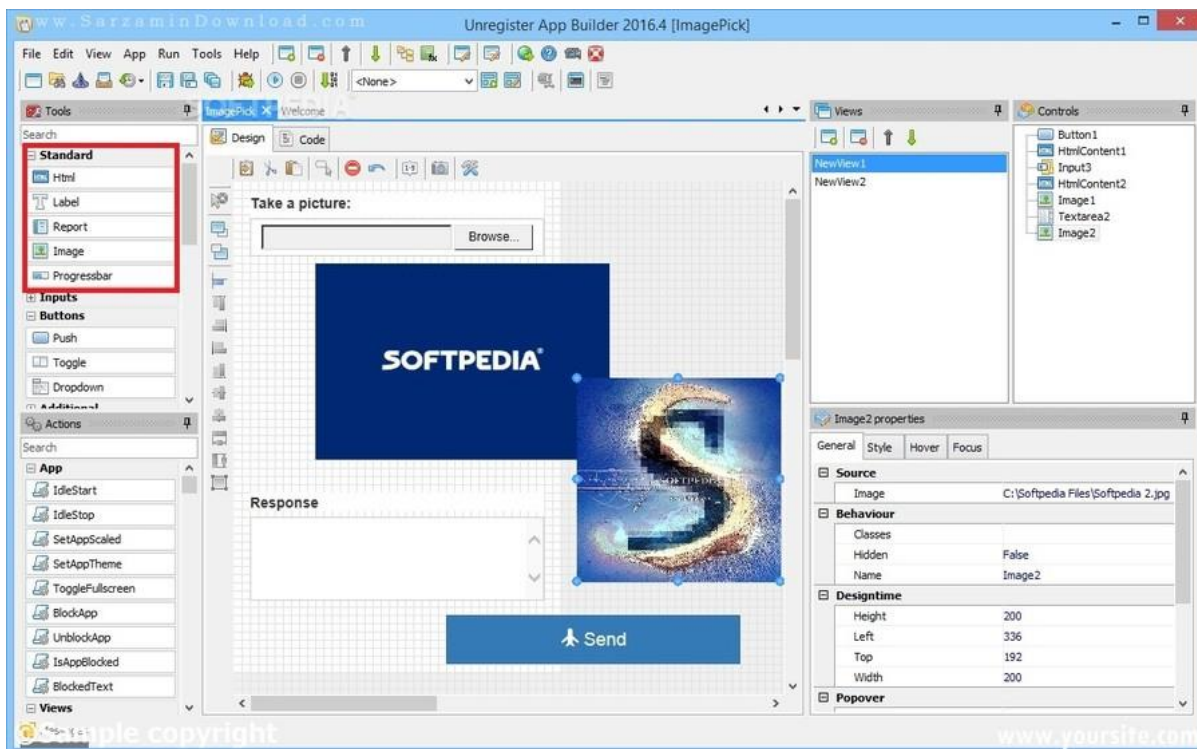 www.SarzaminDownload.com
Unregister App Builder 2016.4 [ImagePick]
File Edit View App Run Tools Help
<None>
Tools
Search
Standard
Html
Label
Report
Image
Progressbar
Inputs
Buttons
Push
Toggle
Dropdown
Additional
Actions
Search
App
IdleStart
IdleStop
SetAppScaled
SetAppTheme
ToggleFullscreen
BlockApp
UnblockApp
IsAppBlocked
BlockedText
Views
SOFTPEDIA
ImagePick Welcome
Design Code
Take a picture:
Browse...
SOFTPEDIA
SOFTPEDIA
Response
Send
Views
NewView1
NewView2
Controls
Button1
HtmlContent1
Input3
HtmlContent2
Image1
Textarea2
Image2
Image2 properties
General Style Hover Focus
Source
Image C:\Softpedia Files\Softpedia 2.jpg
Behaviour
Classes
Hidden False
Name Image2
Designtime
Height 200
Left 336
Top 192
Width 200
Popover
©Sample copyright
www.yoursite.com